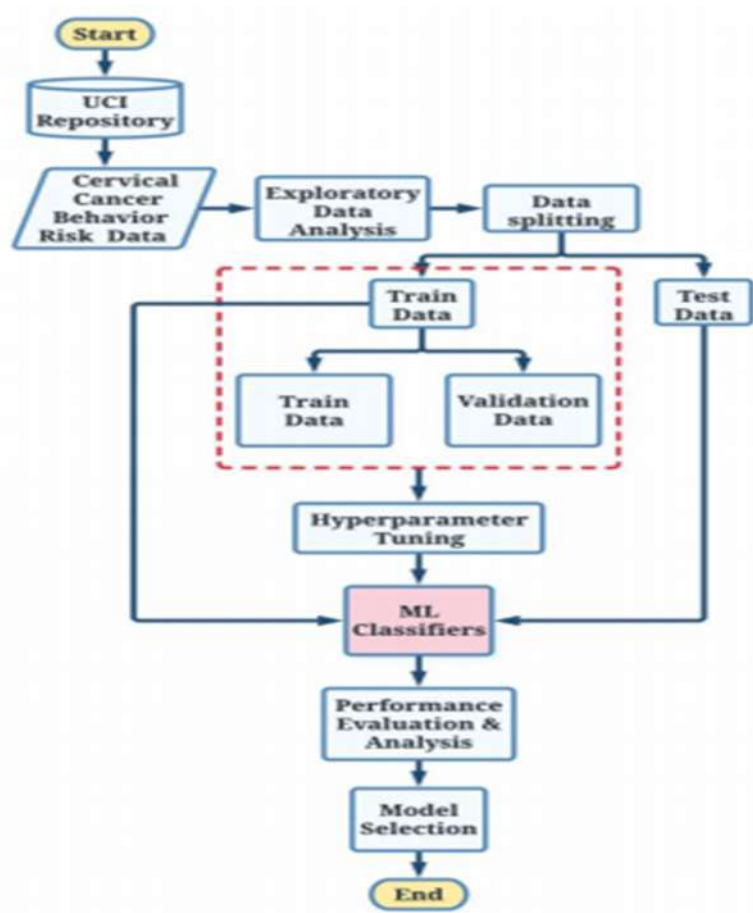 Start
UCI
Repository
Cervical
Cancer
Behavior
Risk Data
Exploratory
Data
Analysis
Data
splitting
Train
Data
Test
Data
Train
Data
Validation
Data
Hyperparameter
Tuning
ML
Classifiers
Performance
Evaluation &
Analysis
Model
Selection
End